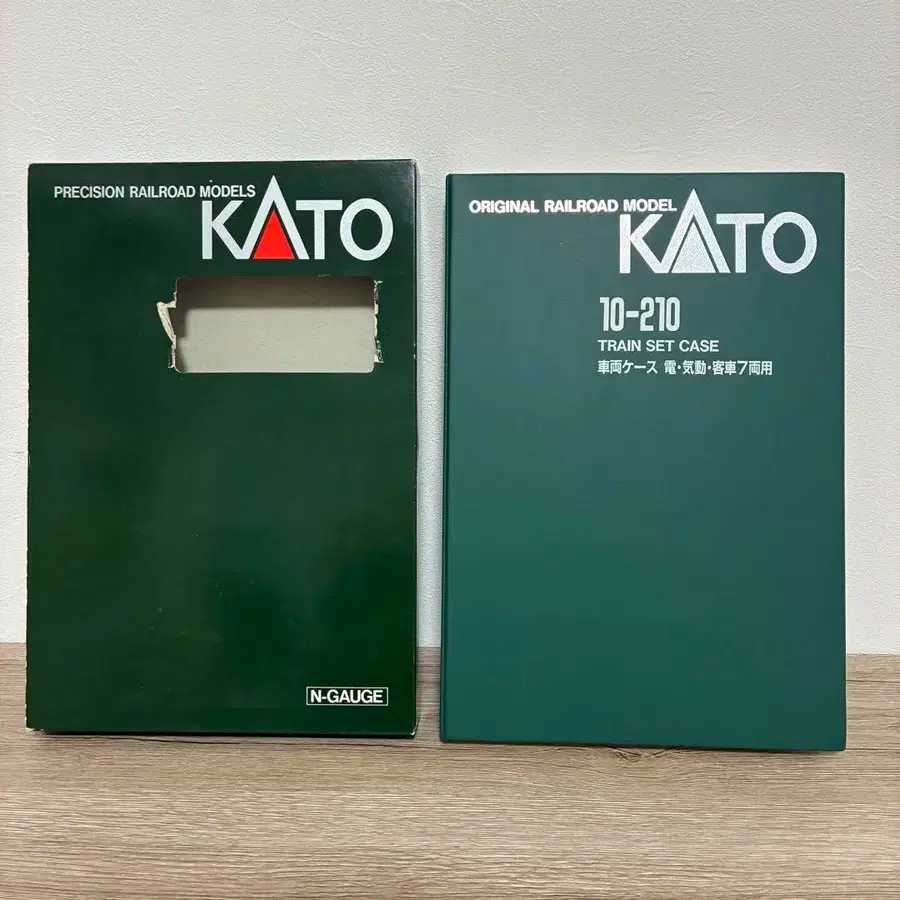 PRECISION RAILROAD MODELS
KATO
N-GAUGE
ORIGINAL RAILROAD MODEL
KATO
10-210
TRAIN SET CASE
車両ケース 電・気動・客車7両用